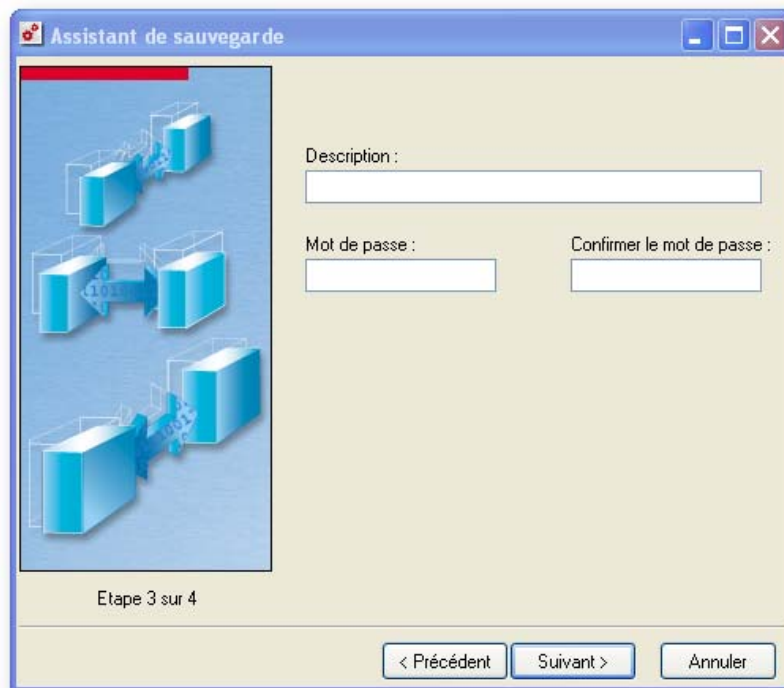 Assistant de sauvegarde
Description :
Mot de passe :
Confirmer le mot de passe :
Etape 3 sur 4
< Précédent
Suivant >
Annuler